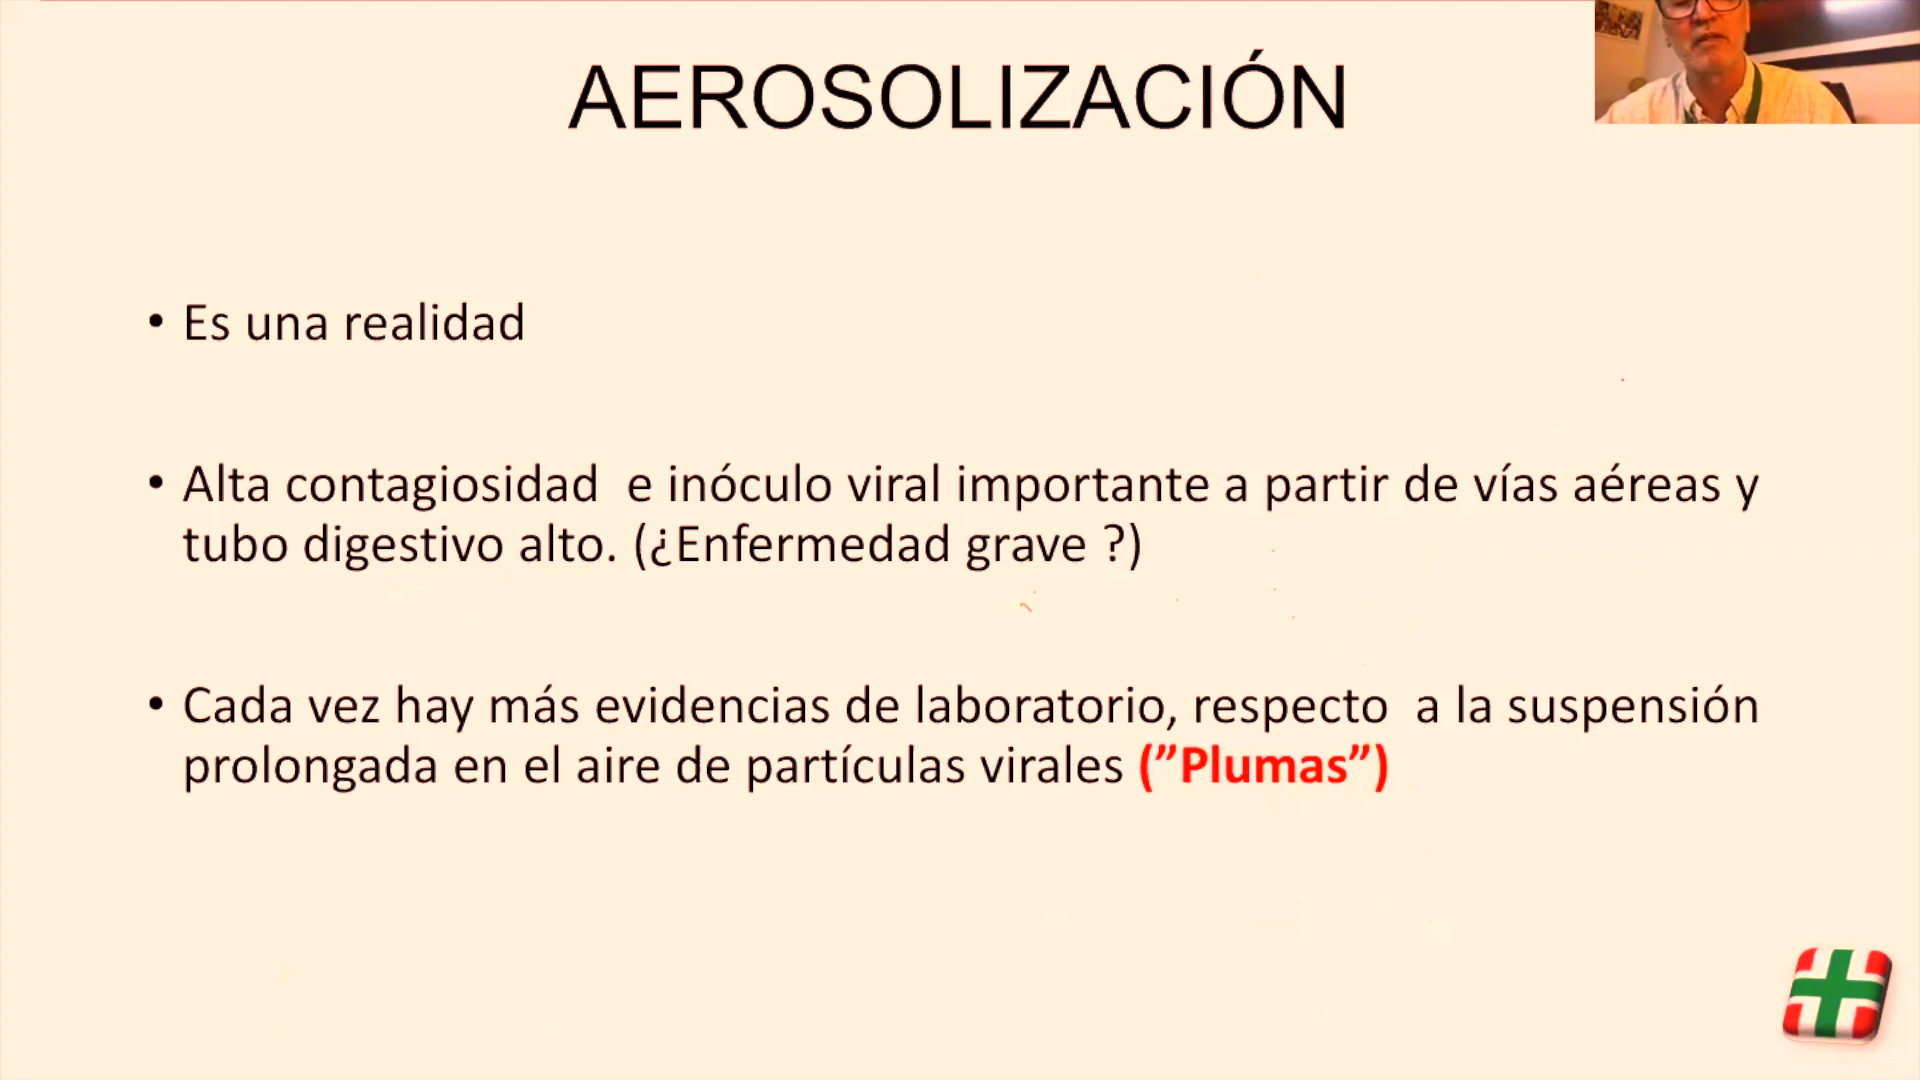 AEROSOLIZACIÓN
• Es una realidad
• Alta contagiosidad  e inóculo viral importante a partir de vías aéreas y
tubo digestivo alto. (¿Enfermedad grave ?)
• Cada vez hay más evidencias de laboratorio, respecto  a la suspensión
prolongada en el aire de partículas virales (”Plumas”)